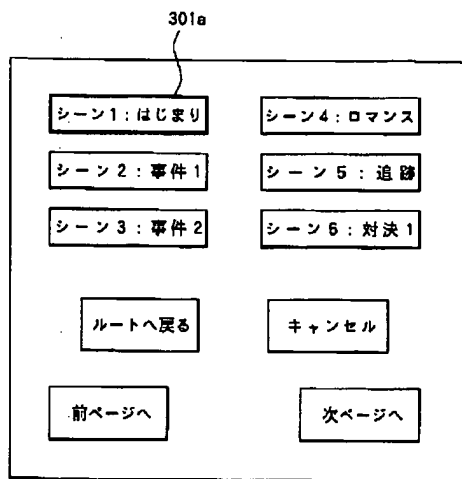 301a
シーン1:はじまり
シーン4:ロマンス
シーン2:事件1
シーン5:追跡
シーン3:事件2
シーン6:対決1
ルートへ戻る
キャンセル
前ページへ
次ページへ